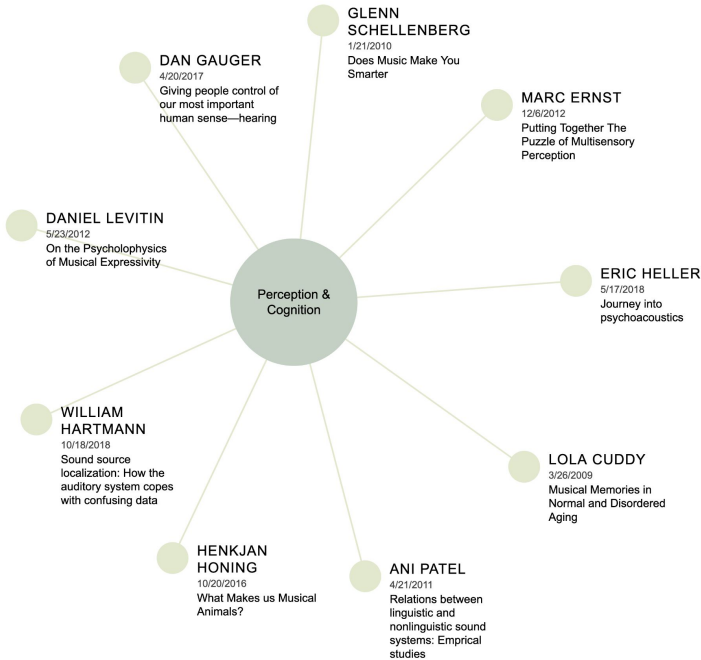 GLENN
SCHELLENBERG
1/21/2010
Does Music Make You
Smarter
DAN GAUGER
4/20/2017
Giving people control of
our most important
human sense—hearing
MARC ERNST
12/6/2012
Putting Together The
Puzzle of Multisensory
Perception
DANIEL LEVITIN
5/23/2012
On the Psycholophysics
of Musical Expressivity
Perception &
Cognition
ERIC HELLER
5/17/2018
Journey into
psychoacoustics
WILLIAM
HARTMANN
10/18/2018
Sound source
localization: How the
auditory system copes
with confusing data
LOLA CUDDY
3/26/2009
Musical Memories in
Normal and Disordered
Aging
HENKJAN
HONING
10/20/2016
What Makes us Musical
Animals?
ANI PATEL
4/21/2011
Relations between
linguistic and
nonlinguistic sound
systems: Emprical
studies